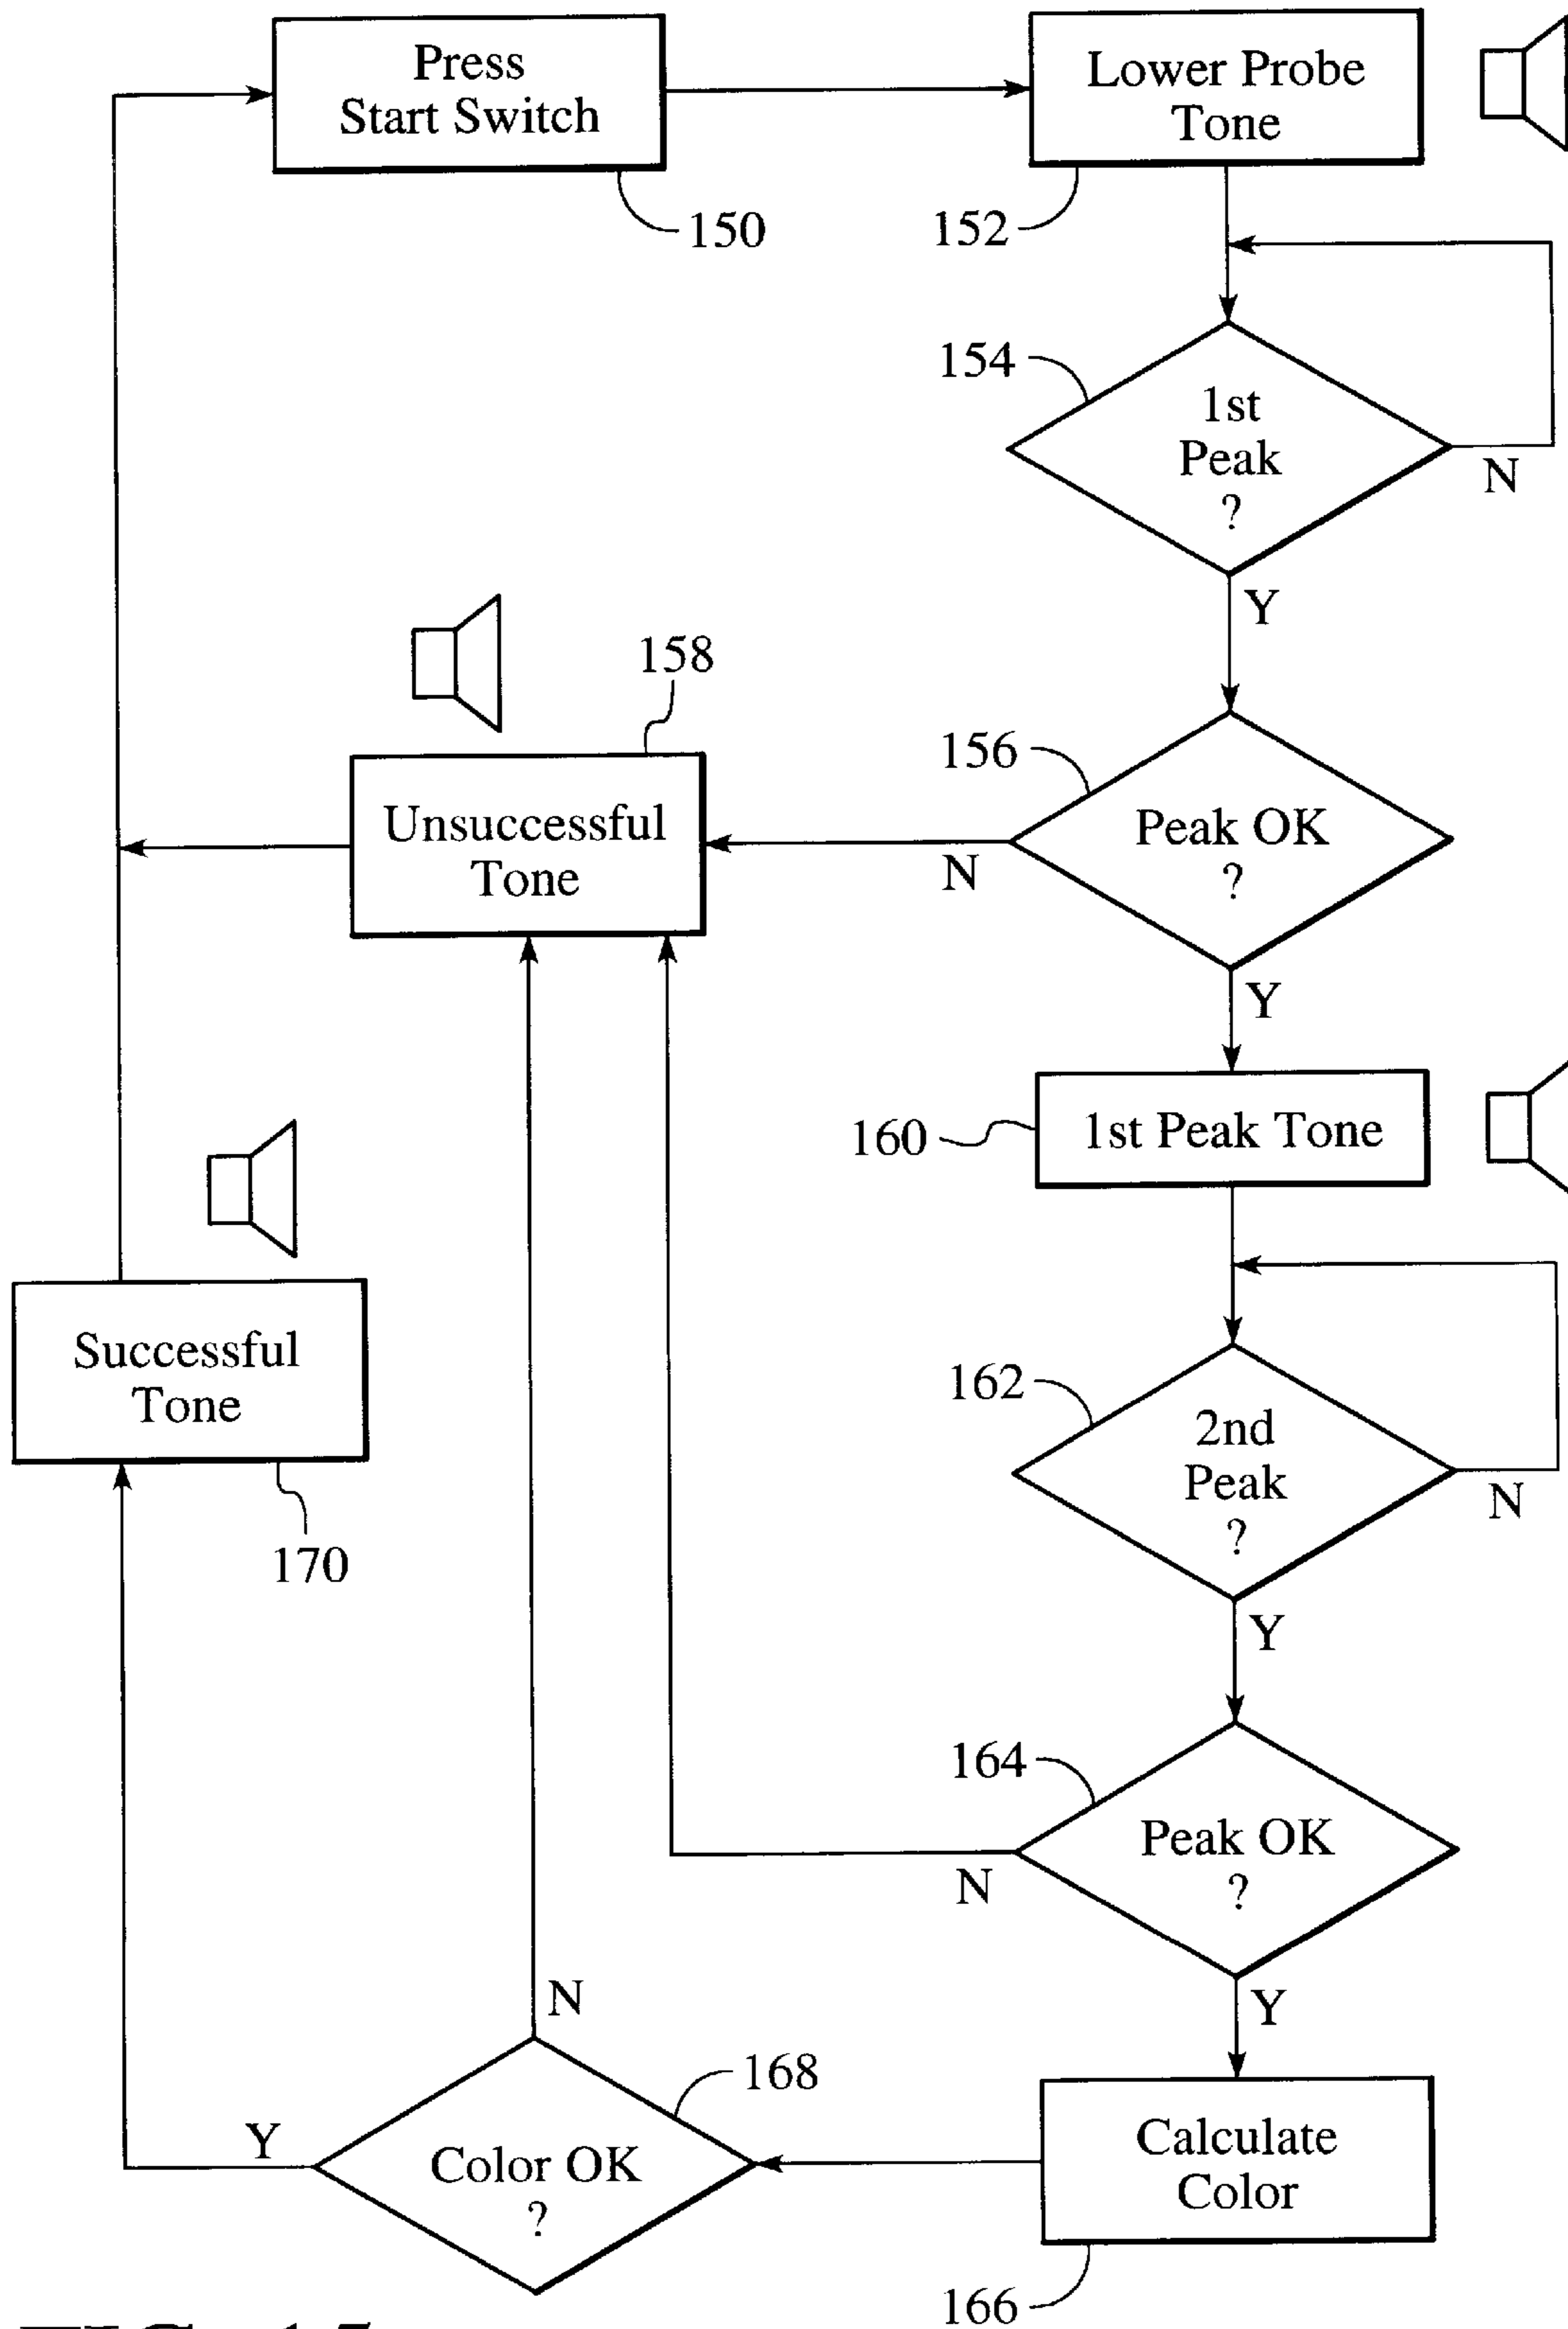 Press
Start Switch
150
Lower Probe
Tone
152
154
1st
Peak
?
N
Y
158
Unsuccessful
Tone
156
Peak OK
?
N
Y
160
1st Peak Tone
Successful
Tone
170
162
2nd
Peak
?
N
Y
164
Peak OK
?
N
Y
N
168
Y
Color OK
?
Calculate
Color
166